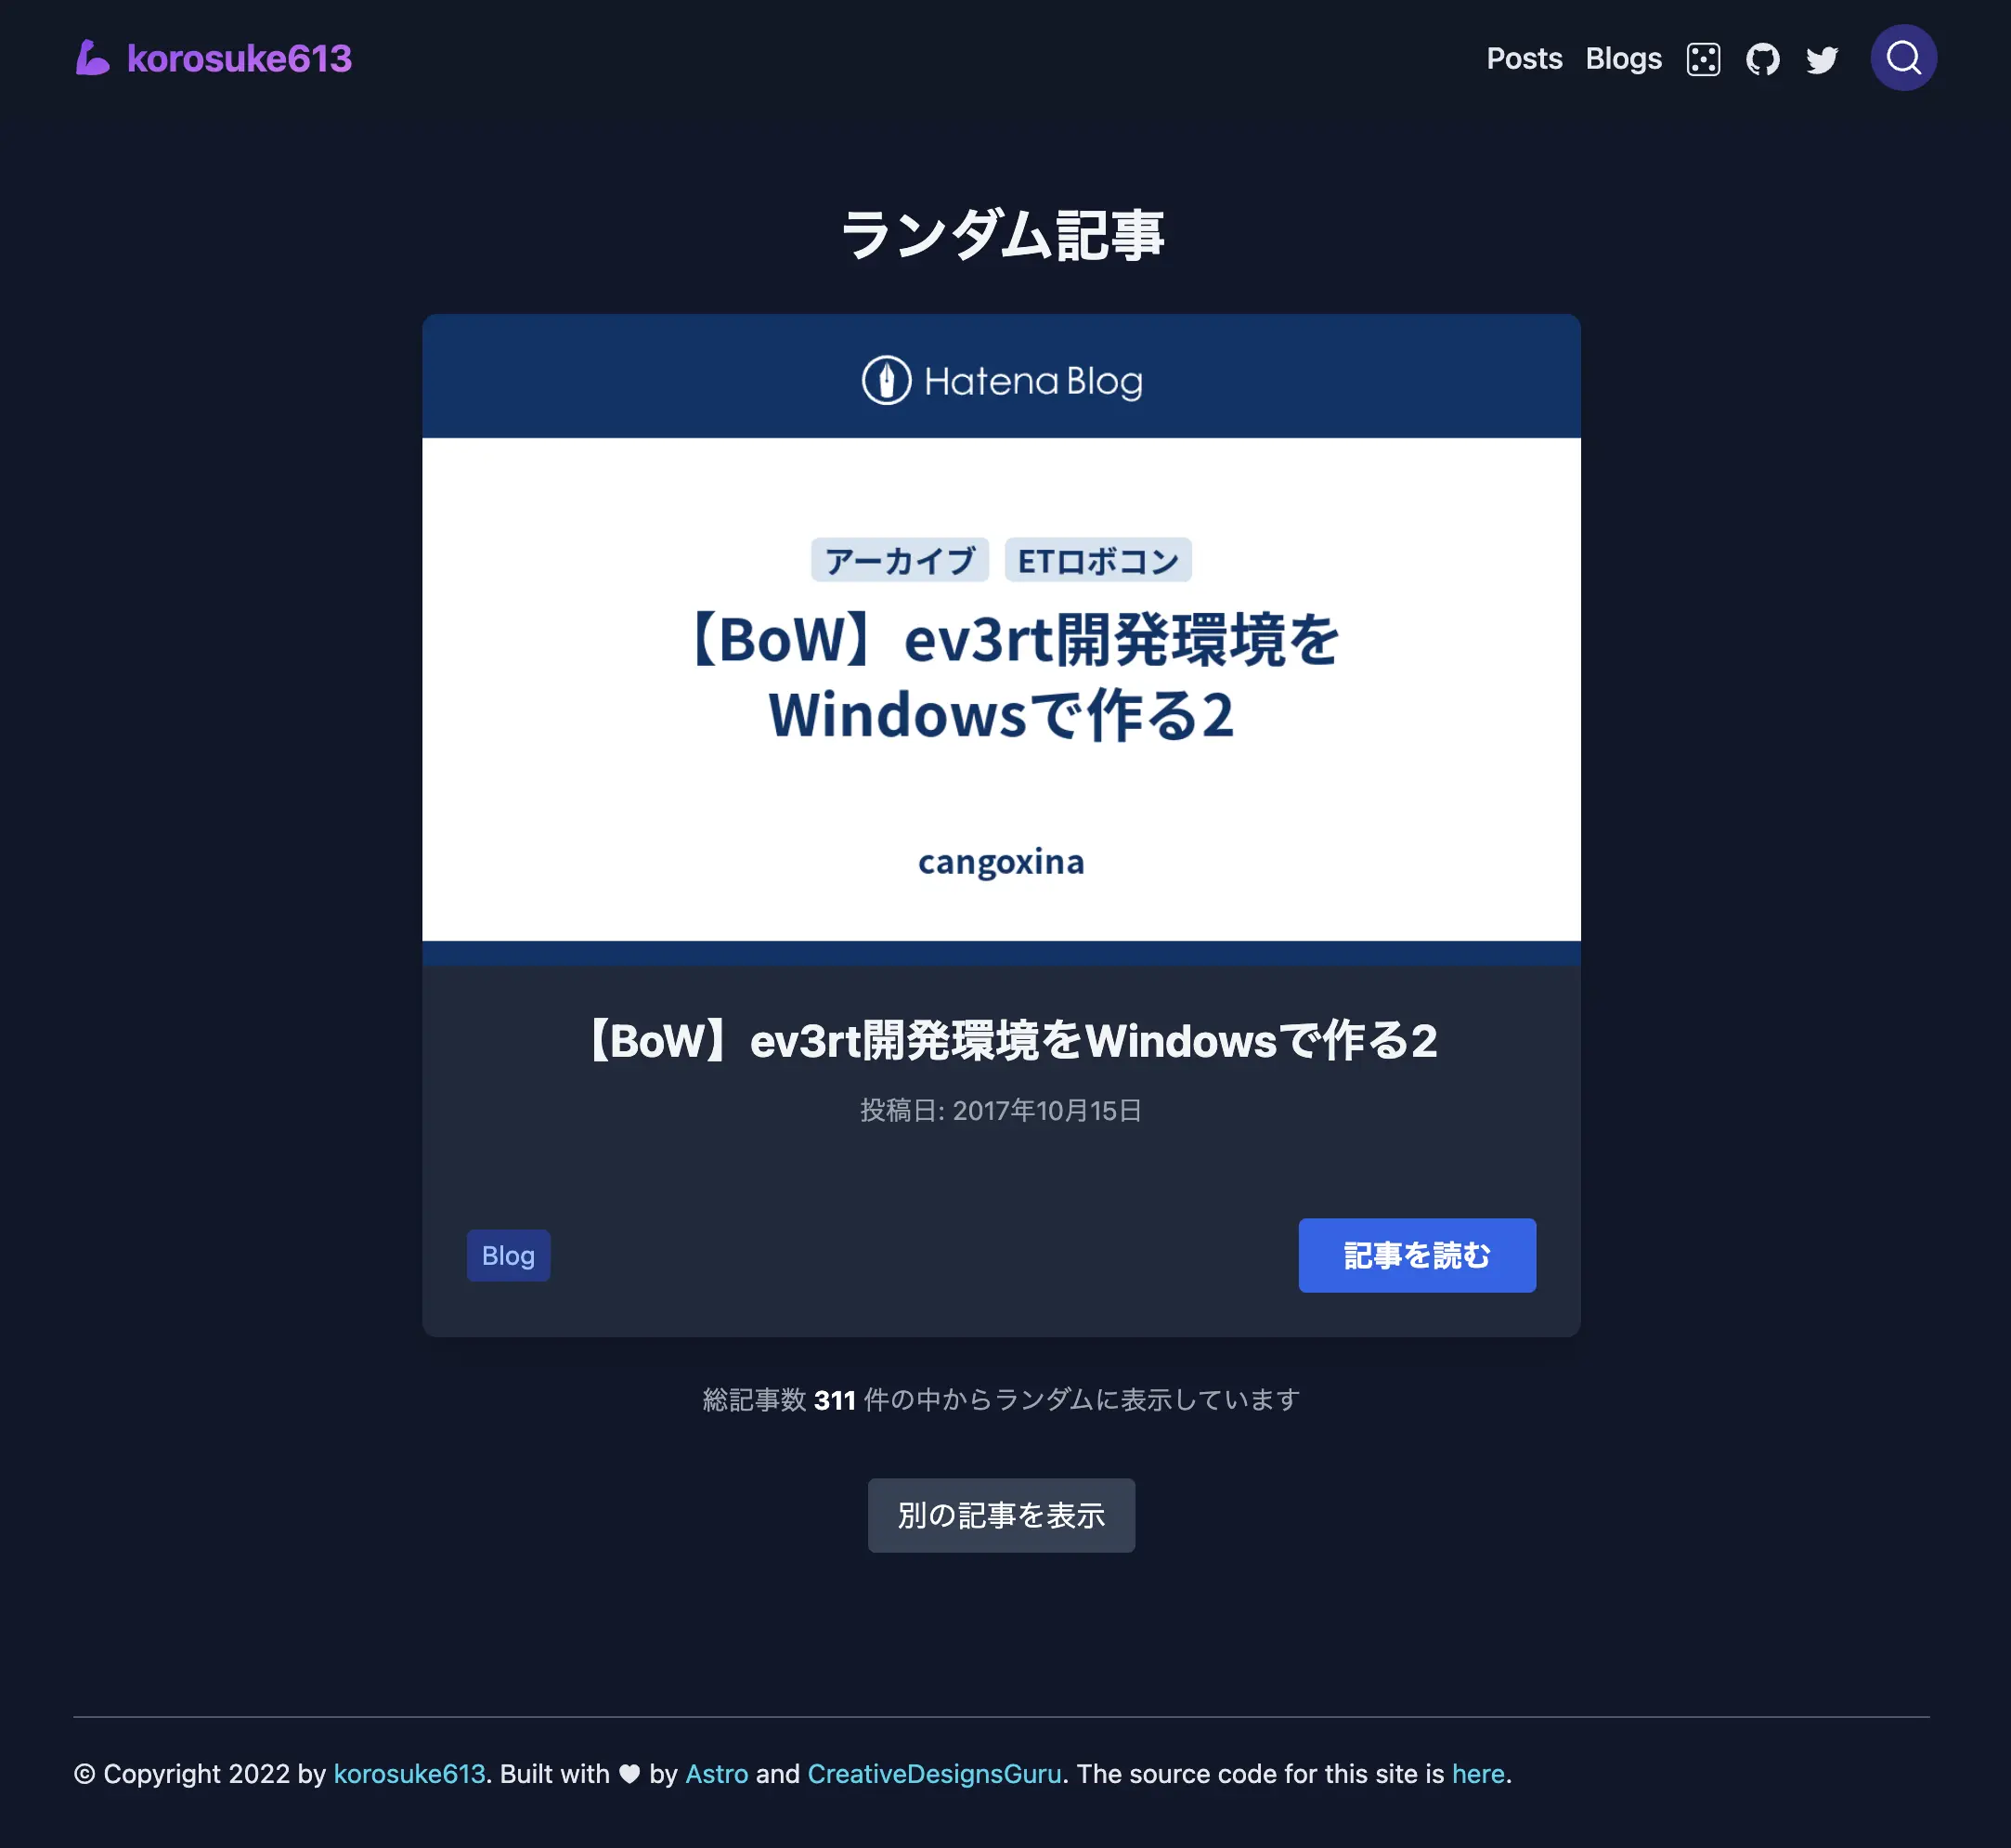 korosuke613
Posts Blogs
ランダム記事
Hatena Blog
アーカイブ ETロボコン
【BoW】ev3rt開発環境を
Windowsで作る2
cangoxina
【BoW】ev3rt開発環境をWindowsで作る2
投稿日: 2017年10月15日
Blog
記事を読む
総記事数 311 件の中からランダムに表示しています
別の記事を表示
© Copyright 2022 by korosuke613. Built with ♥ by Astro and CreativeDesignsGuru. The source code for this site is here.